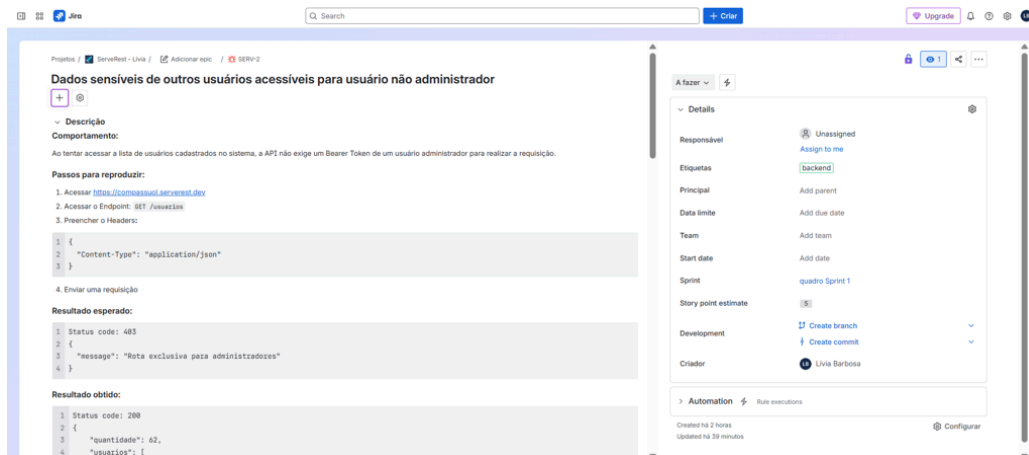 Jira
Search
+ Criar
Upgrade
LB
Projetos / ServeRest - Lívia / Adicionar epic / SERV-2
1
Dados sensíveis de outros usuários acessíveis para usuário não administrador
A fazer
Descrição
Comportamento:
Ao tentar acessar a lista de usuários cadastrados no sistema, a API não exige um Bearer Token de um usuário administrador para realizar a requisição.
Passos para reproduzir:
1. Acessar https://compassuol.serverest.dev
2. Acessar o Endpoint: GET /usuarios
3. Preencher o Headers:
1 {
2 "Content-Type": "application/json"
3 }
4. Enviar uma requisição
Resultado esperado:
1 Status code: 403
2 {
3 "message": "Rota exclusiva para administradores"
4 }
Resultado obtido:
1 Status code: 200
2 {
3 "quantidade": 62,
4 "usuarios": [
Details
Responsável
Unassigned
Assign to me
Etiquetas
backend
Principal
Add parent
Data limite
Add due date
Team
Add team
Start date
Add date
Sprint
quadro Sprint 1
Story point estimate
5
Development
Create branch
Create commit
Criador
LB Lívia Barbosa
Automation
Rule executions
Created há 2 horas
Updated há 39 minutos
Configurar